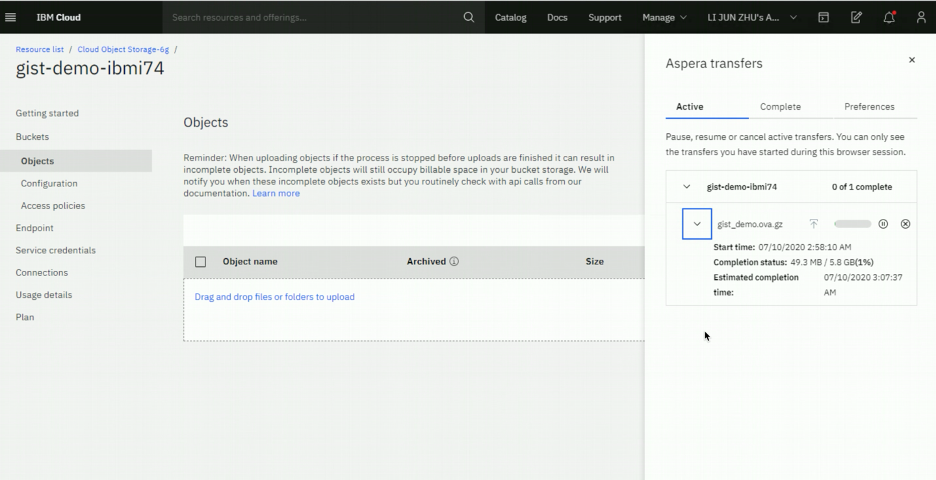 IBM Cloud
Search resources and offerings...
Catalog
Docs
Support
Manage
LI JUN ZHU's A...
Resource list / Cloud Object Storage-6g /
gist-demo-ibmi74
Getting started
Buckets
Objects
Configuration
Access policies
Endpoint
Service credentials
Connections
Usage details
Plan
Objects
Reminder: When uploading objects if the process is stopped before uploads are finished it can result in
incomplete objects. Incomplete objects will still occupy billable space in your bucket storage. We will
notify you when these incomplete objects exists but you routinely check with api calls from our
documentation. Learn more
Object name
Archived
Size
Drag and drop files or folders to upload
Aspera transfers
Active
Complete
Preferences
Pause, resume or cancel active transfers. You can only see
the transfers you have started during this browser session.
gist-demo-ibmi74
0 of 1 complete
gist_demo.ova.gz
Start time: 07/10/2020 2:58:10 AM
Completion status: 49.3 MB / 5.8 GB(1%)
Estimated completion 07/10/2020 3:07:37
time: AM